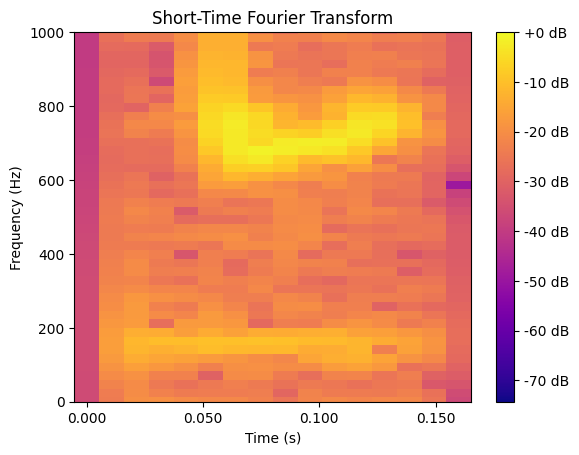 Short-Time Fourier Transform
1000
800
600
400
200
0
Frequency (Hz)
0.000
0.050
0.100
0.150
Time (s)
+0 dB
-10 dB
-20 dB
-30 dB
-40 dB
-50 dB
-60 dB
-70 dB